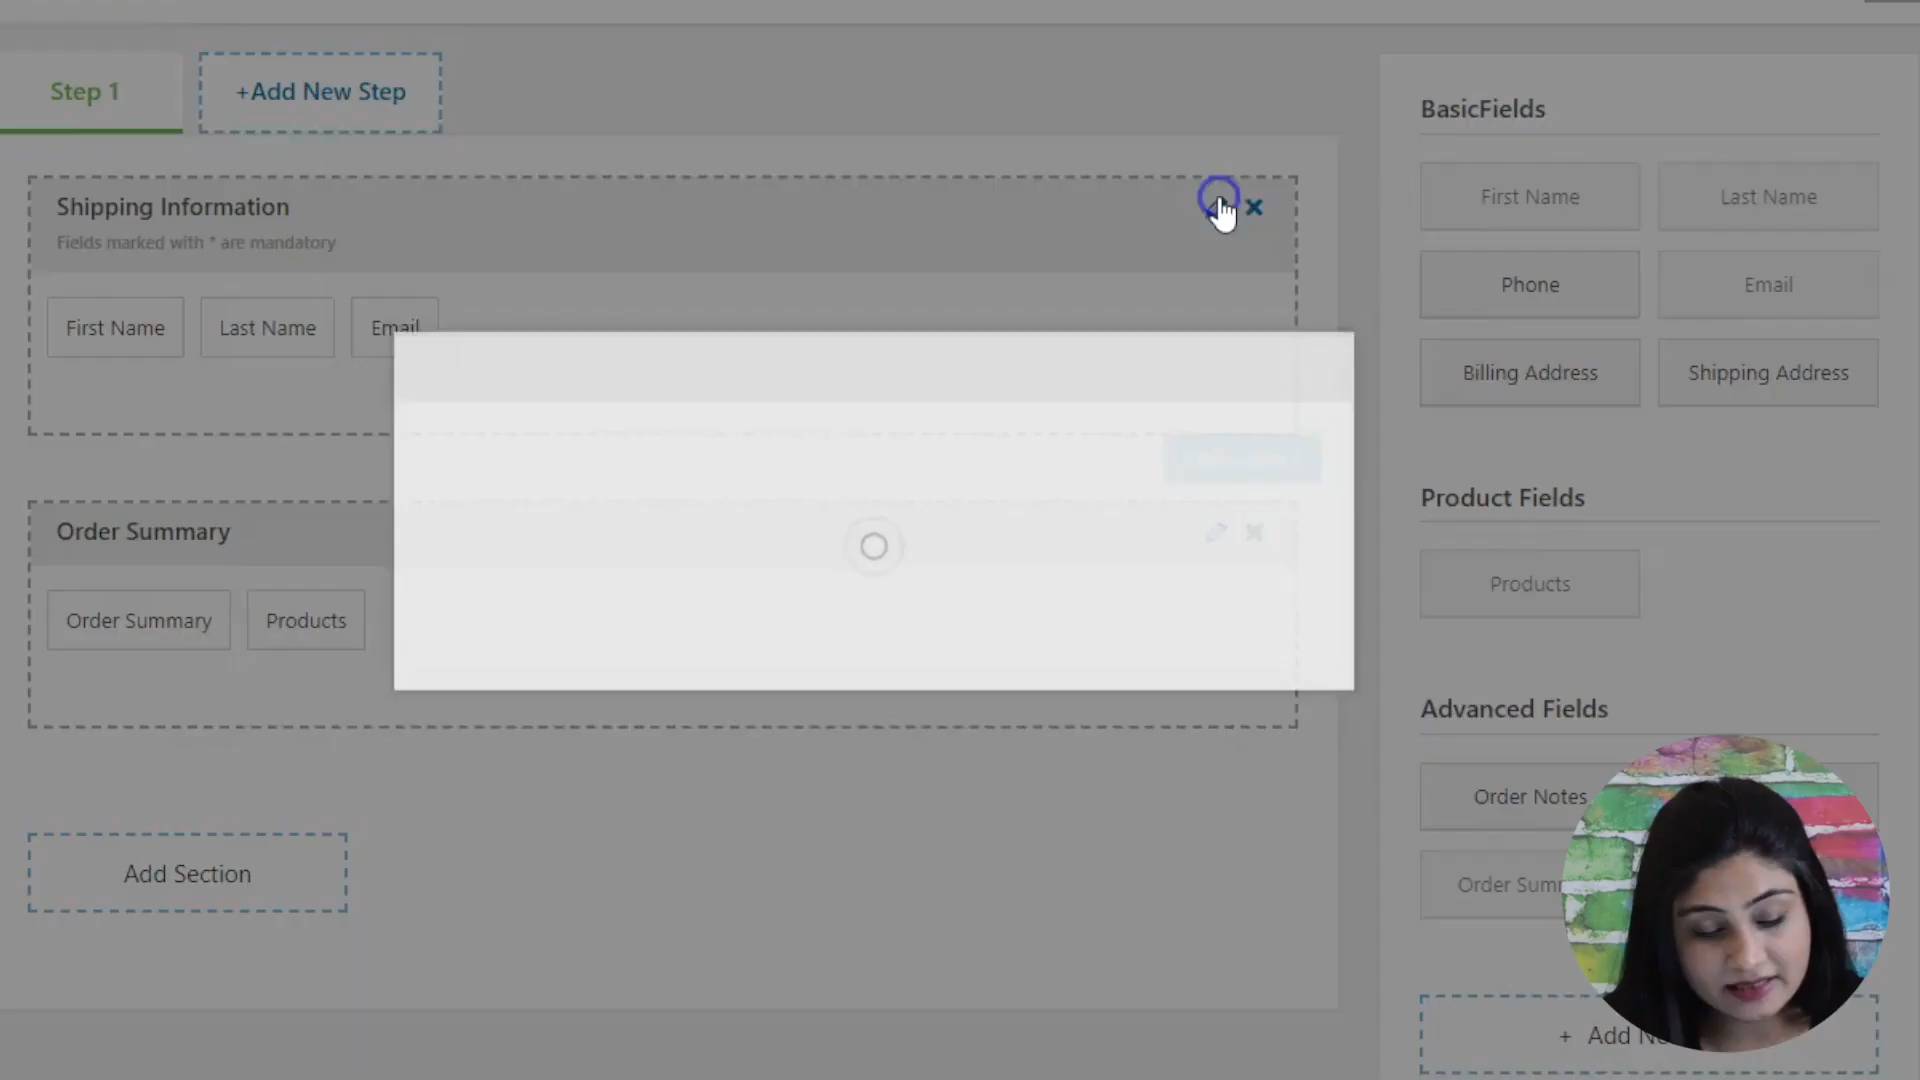 Step 1
+Add New Step
Shipping Information
Fields marked with * are mandatory
First Name
Last Name
Email
Order Summary
Order Summary
Products
Add Section
BasicFields
First Name
Last Name
Phone
Email
Billing Address
Shipping Address
Product Fields
Products
Advanced Fields
Order Notes
Order
+ Add